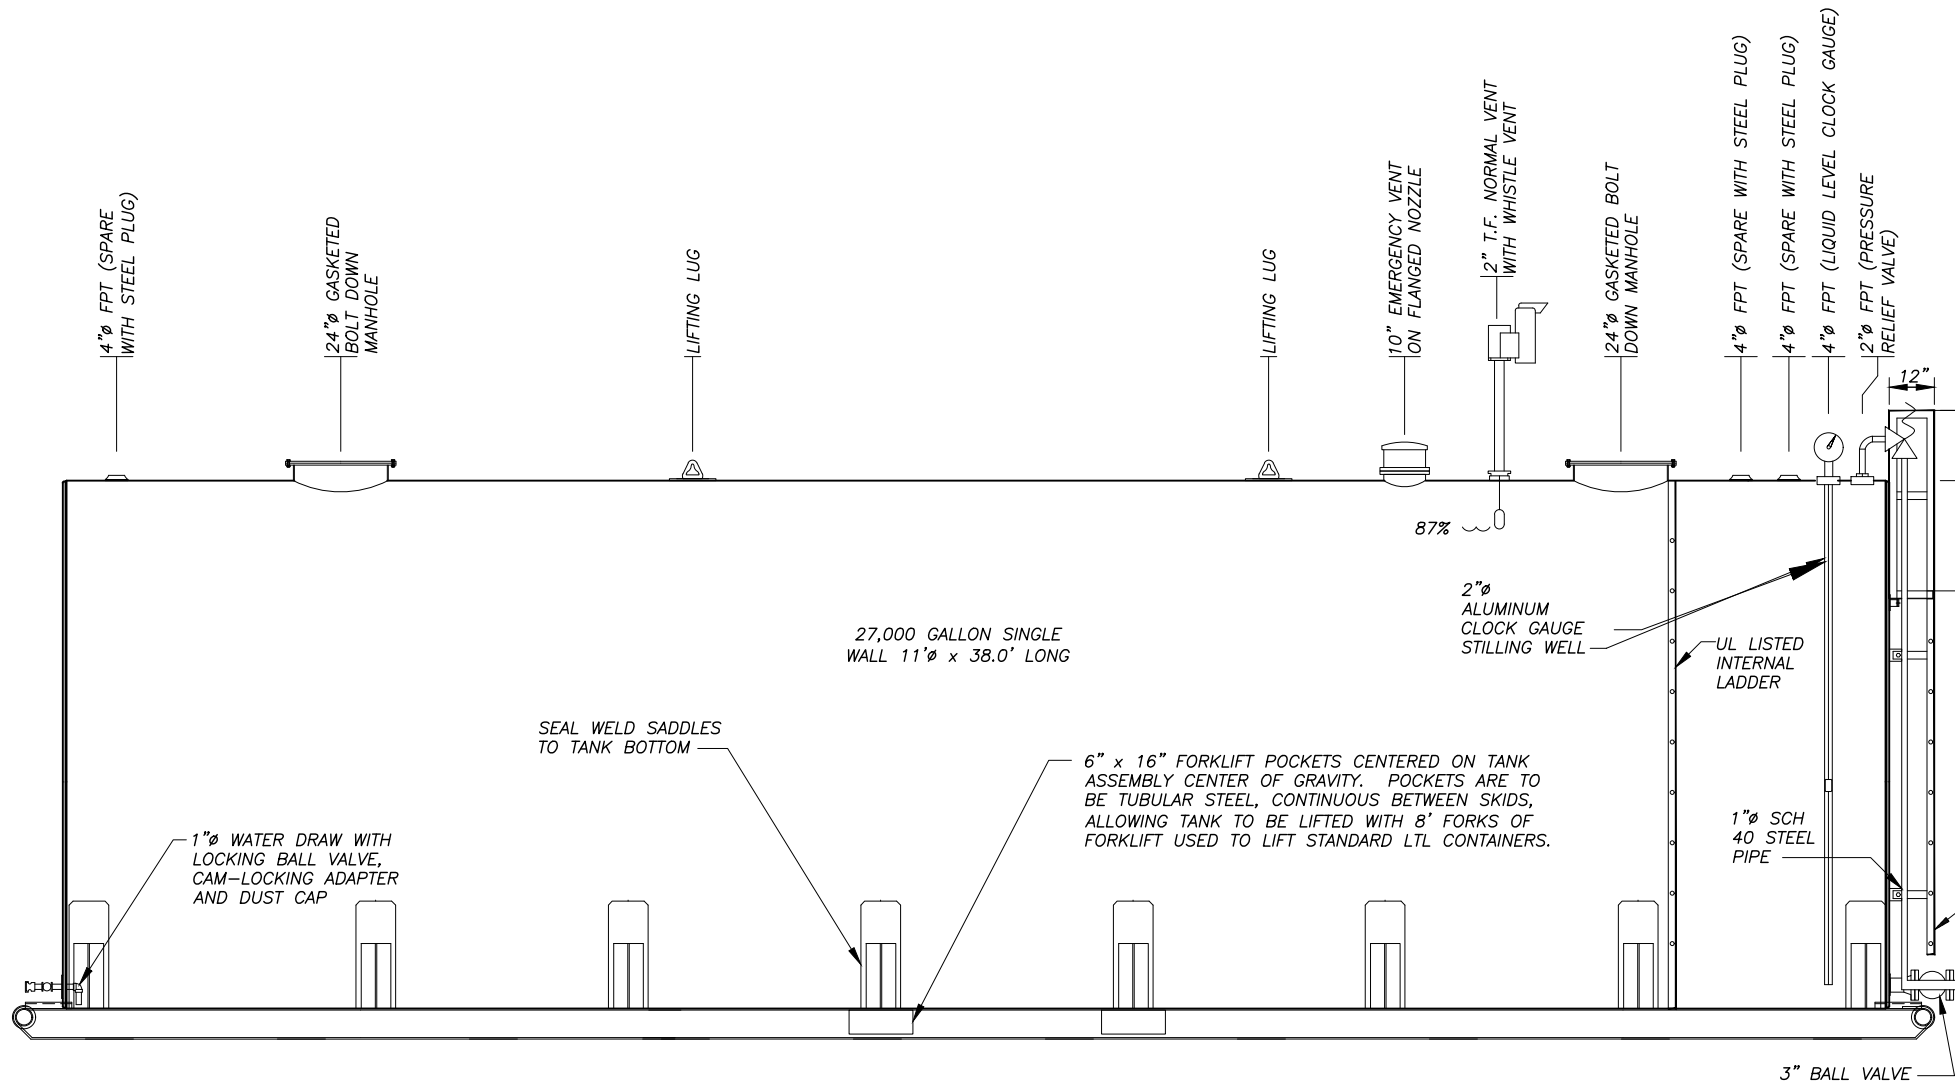 4"ø FPT (SPARE
WITH STEEL PLUG)
24"ø GASKETED
BOLT DOWN
MANHOLE
LIFTING LUG
LIFTING LUG
10" EMERGENCY VENT
ON FLANGED NOZZLE
2" T.F. NORMAL VENT
WITH WHISTLE VENT
24"ø GASKETED BOLT
DOWN MANHOLE
4"ø FPT (SPARE WITH STEEL PLUG)
4"ø FPT (SPARE WITH STEEL PLUG)
4"ø FPT (LIQUID LEVEL CLOCK GAUGE)
2"ø FPT (PRESSURE
RELIEF VALVE)
12"
87%
2"ø
ALUMINUM
CLOCK GAUGE
STILLING WELL
27,000 GALLON SINGLE
WALL 11'ø x 38.0' LONG
UL LISTED
INTERNAL
LADDER
SEAL WELD SADDLES
TO TANK BOTTOM
6" x 16" FORKLIFT POCKETS CENTERED ON TANK
ASSEMBLY CENTER OF GRAVITY. POCKETS ARE TO
BE TUBULAR STEEL, CONTINUOUS BETWEEN SKIDS,
ALLOWING TANK TO BE LIFTED WITH 8' FORKS OF
FORKLIFT USED TO LIFT STANDARD LTL CONTAINERS.
1"ø SCH
40 STEEL
PIPE
1"ø WATER DRAW WITH
LOCKING BALL VALVE,
CAM-LOCKING ADAPTER
AND DUST CAP
3" BALL VALVE